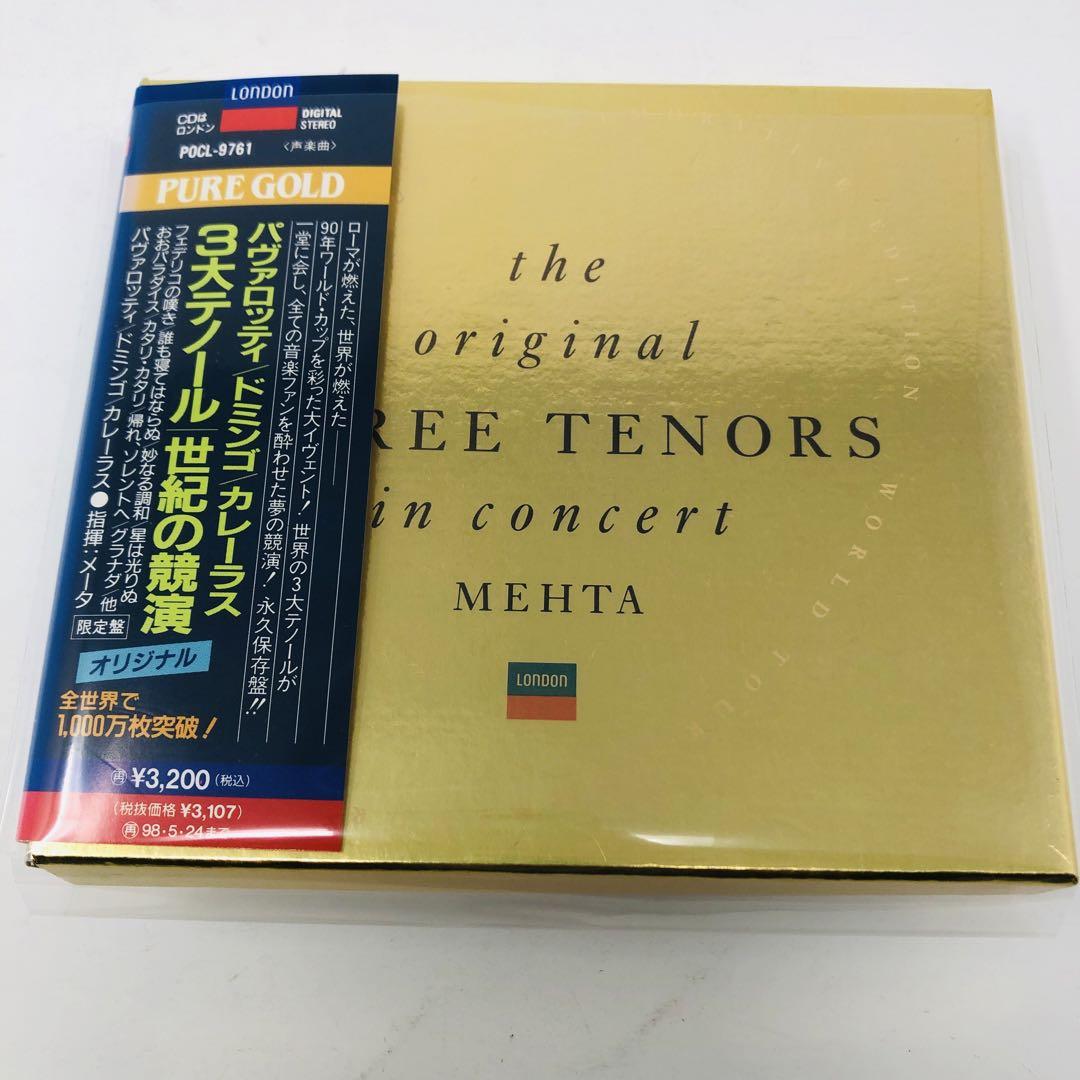 LONDON
CDは
ロンドン
DIGITAL
STEREO
POCL-9761 〈声楽曲〉
PURE GOLD
ローマが燃えた、世界が燃えた――
90年ワールド・カップを彩った大イヴェント! 世界の3大テノールが
一堂に会し、全ての音楽ファンを酔わせた夢の競演! 永久保存盤!!
パヴァロッティ/ドミンゴ/カレーラス
3大テノール 世紀の競演
フェデリコの嘆き/誰も寝てはならぬ/妙なる調和/星は光りぬ
おおパラダイス/カタリ・カタリ/帰れ、ソレントへ/グラナダ/他
パヴァロッティ/ドミンゴ/カレーラス●指揮:メータ
限定盤
オリジナル
全世界で
1,000万枚突破!
再 ¥3,200(税込)
(税抜価格 ¥3,107)
再 98・5・24まで
the
original
REE TENORS
in concert
MEHTA
LONDON
EDITION WORLD TOUR